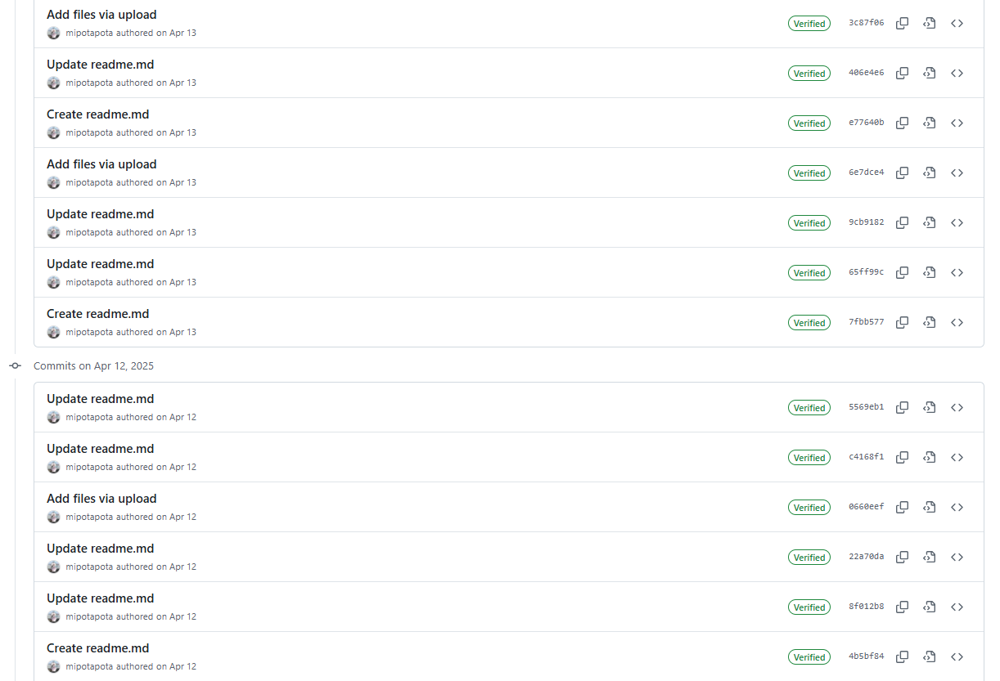 Add files via upload
mipotapota authored on Apr 13
Verified
3c87f06
Update readme.md
mipotapota authored on Apr 13
Verified
406e4e6
Create readme.md
mipotapota authored on Apr 13
Verified
e77640b
Add files via upload
mipotapota authored on Apr 13
Verified
6e7dce4
Update readme.md
mipotapota authored on Apr 13
Verified
9cb9182
Update readme.md
mipotapota authored on Apr 13
Verified
65ff99c
Create readme.md
mipotapota authored on Apr 13
Verified
7fbb577
Commits on Apr 12, 2025
Update readme.md
mipotapota authored on Apr 12
Verified
5569eb1
Update readme.md
mipotapota authored on Apr 12
Verified
c4168f1
Add files via upload
mipotapota authored on Apr 12
Verified
0660eef
Update readme.md
mipotapota authored on Apr 12
Verified
22a70da
Update readme.md
mipotapota authored on Apr 12
Verified
8f012b8
Create readme.md
mipotapota authored on Apr 12
Verified
4b5bf84